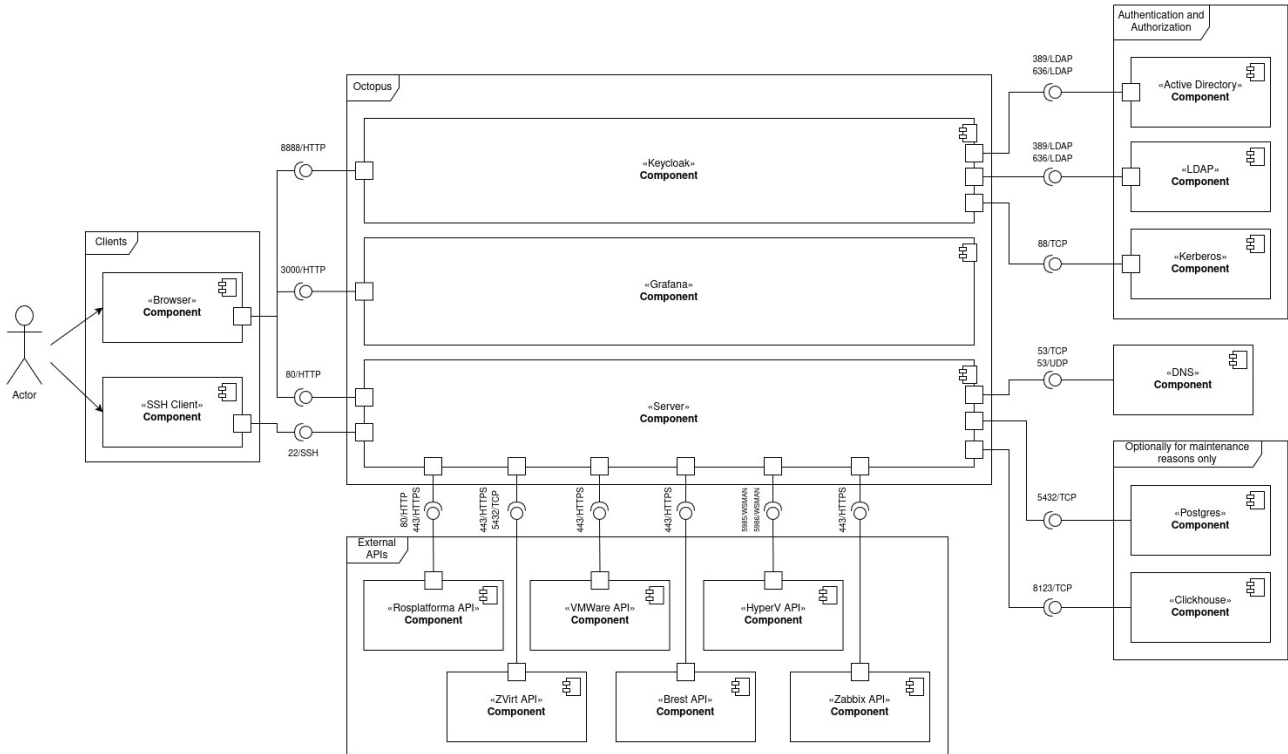 Authentication and
Authorization
389/LDAP
636/LDAP
«Active Directory»
Component
Octopus
8888/HTTP
«Keycloak»
Component
389/LDAP
636/LDAP
«LDAP»
Component
Clients
88/TCP
«Kerberos»
Component
3000/HTTP
«Grafana»
Component
«Browser»
Component
Actor
80/HTTP
«SSH Client»
Component
22/SSH
«Server»
Component
53/TCP
53/UDP
«DNS»
Component
Optionally for maintenance
reasons only
5432/TCP
«Postgres»
Component
8123/TCP
«Clickhouse»
Component
80/HTTP
443/HTTPS
443/HTTPS
5432/TCP
443/HTTPS
443/HTTPS
5985/WSMAN
5986/WSMAN
443/HTTPS
External
APIs
«Rosplatforma API»
Component
«VMWare API»
Component
«HyperV API»
Component
«ZVirt API»
Component
«Brest API»
Component
«Zabbix API»
Component